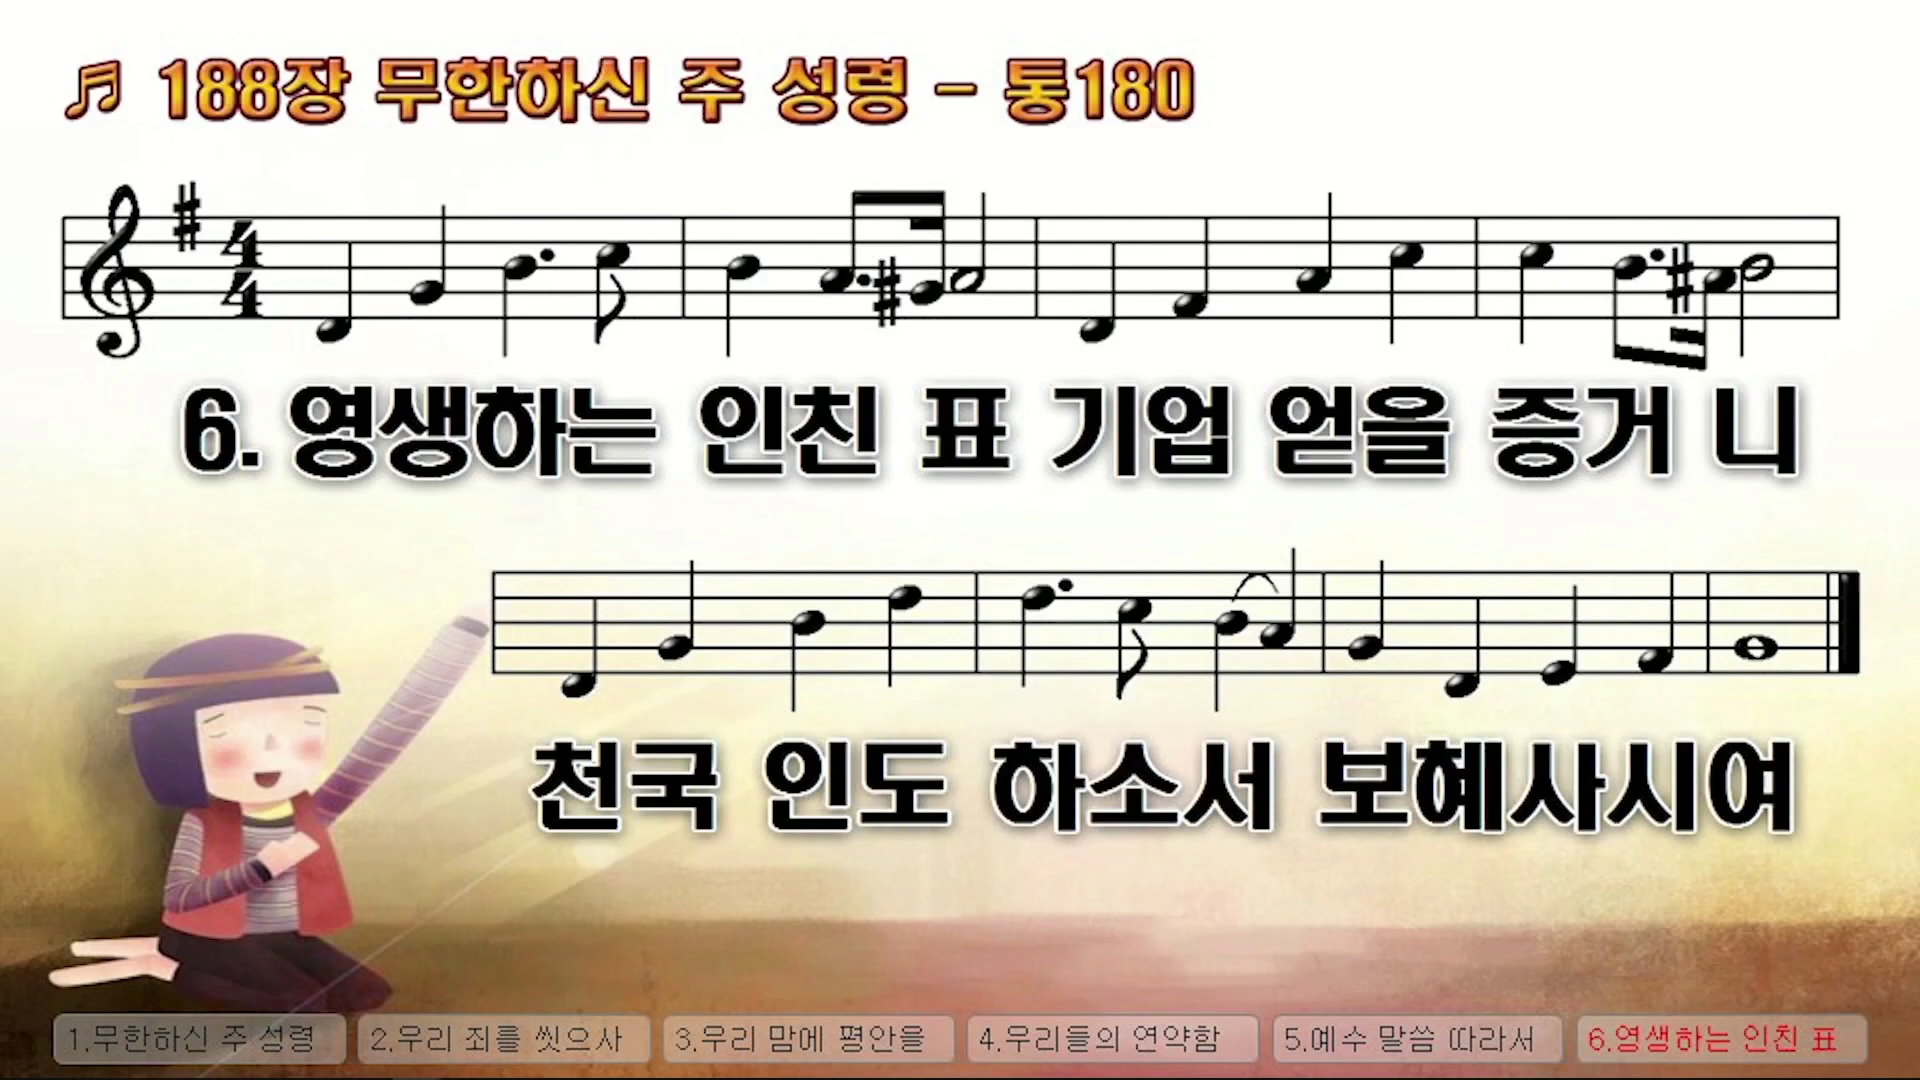 188장 무한하신 주 성령 - 통180
6. 영생하는 인친 표 기업 얻을 증거 니
천국 인도 하소서 보혜사시여
1.무한하신 주 성령 2.우리 죄를 씻으사 3.우리 맘에 평안을 4.우리들의 연약함 5.예수 말씀 따라서 6.영생하는 인친 표